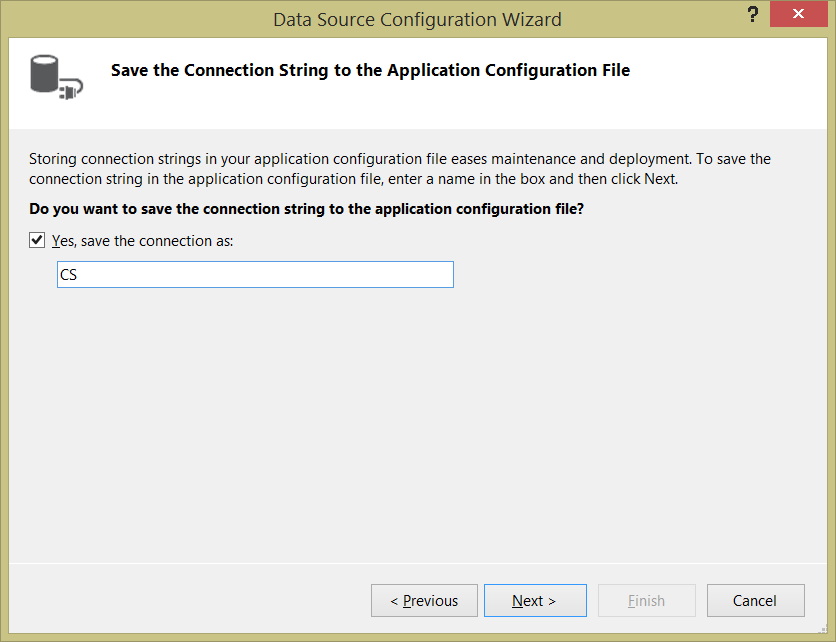 Data Source Configuration Wizard
?
Save the Connection String to the Application Configuration File
Storing connection strings in your application configuration file eases maintenance and deployment. To save the
connection string in the application configuration file, enter a name in the box and then click Next.
Do you want to save the connection string to the application configuration file?
Yes, save the connection as:
CS
< Previous
Next >
Finish
Cancel